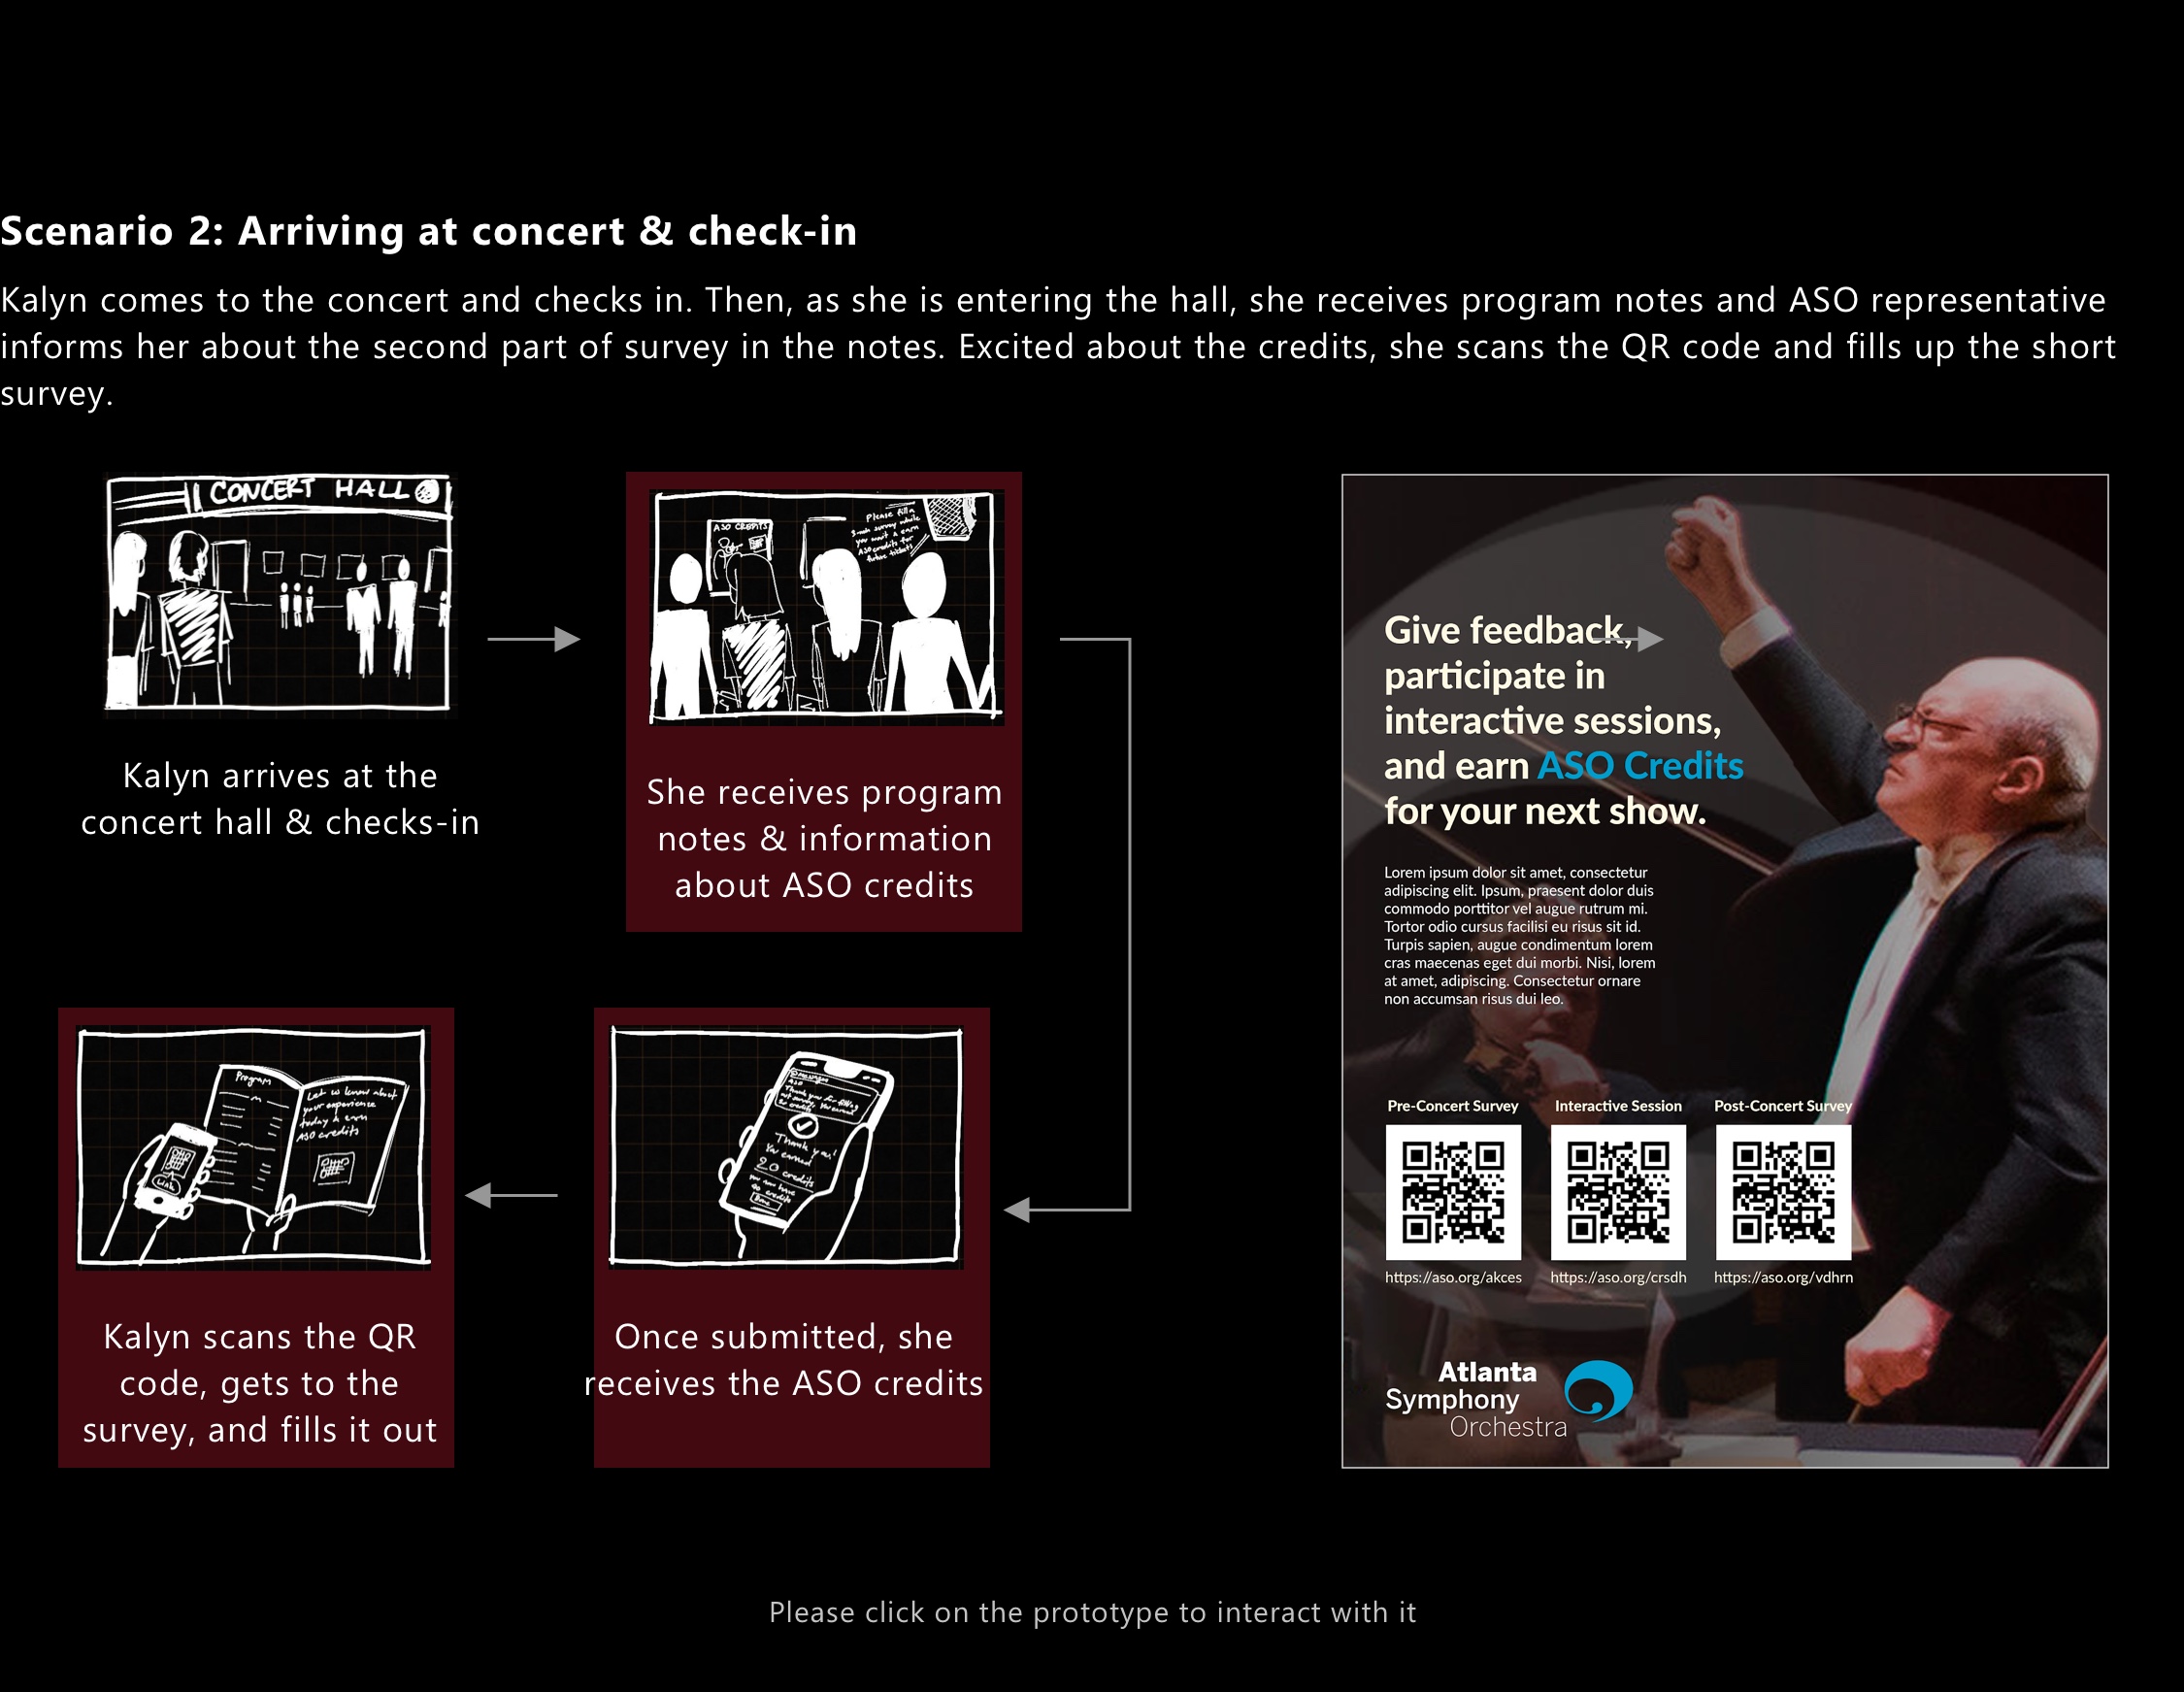 Scenario 2: Arriving at concert & check-in
Kalyn comes to the concert and checks in. Then, as she is entering the hall, she receives program notes and ASO representative
informs her about the second part of survey in the notes. Excited about the credits, she scans the QR code and fills up the short
survey.
CONCERT HALL
Kalyn arrives at the
concert hall & checks-in
ASO CREDITS
Please fill a
survey while
you wait & earn
ASO credits for
future tickets
She receives program
notes & information
about ASO credits
Program
Let us know about
your experience
today & earn
ASO credits
Link
Kalyn scans the QR
code, gets to the
survey, and fills it out
ASO
Thank you for filling
Thank you!
You earned
20 credits
Once submitted, she
receives the ASO credits
Give feedback,
participate in
interactive sessions,
and earn ASO Credits
for your next show.
Lorem ipsum dolor sit amet, consectetur
adipiscing elit. Ipsum, praesent dolor duis
commodo porttitor vel augue rutrum mi.
Tortor odio cursus facilisi eu risus sit id.
Turpis sapien, augue condimentum lorem
cras maecenas eget dui morbi. Nisi, lorem
at amet, adipiscing. Consectetur ornare
non accumsan risus dui leo.
Pre-Concert Survey
Interactive Session
Post-Concert Survey
https://aso.org/akces
https://aso.org/crsdh
https://aso.org/vdhrn
Atlanta
Symphony
Orchestra
Please click on the prototype to interact with it